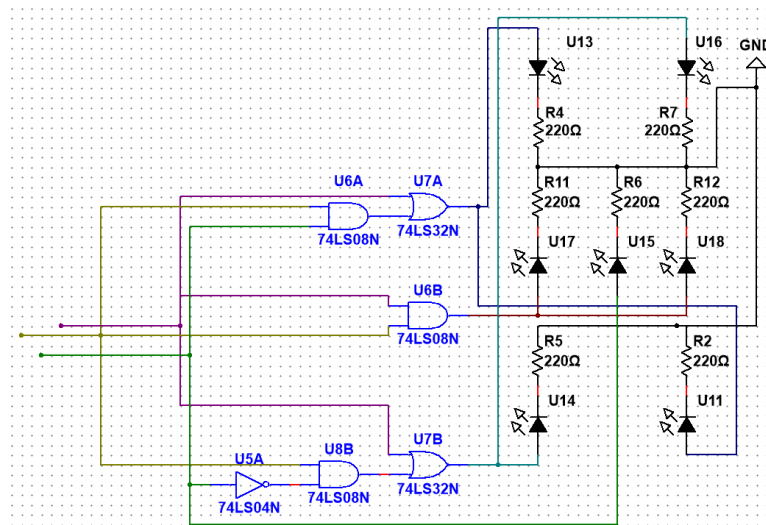 U13
U16
GND
R4
220Ω
R7
220Ω
U6A
U7A
R11
220Ω
R6
220Ω
R12
220Ω
74LS08N
74LS32N
U17
U15
U18
U6B
74LS08N
R5
220Ω
R2
220Ω
U14
U11
U7B
U8B
U5A
74LS32N
74LS08N
74LS04N